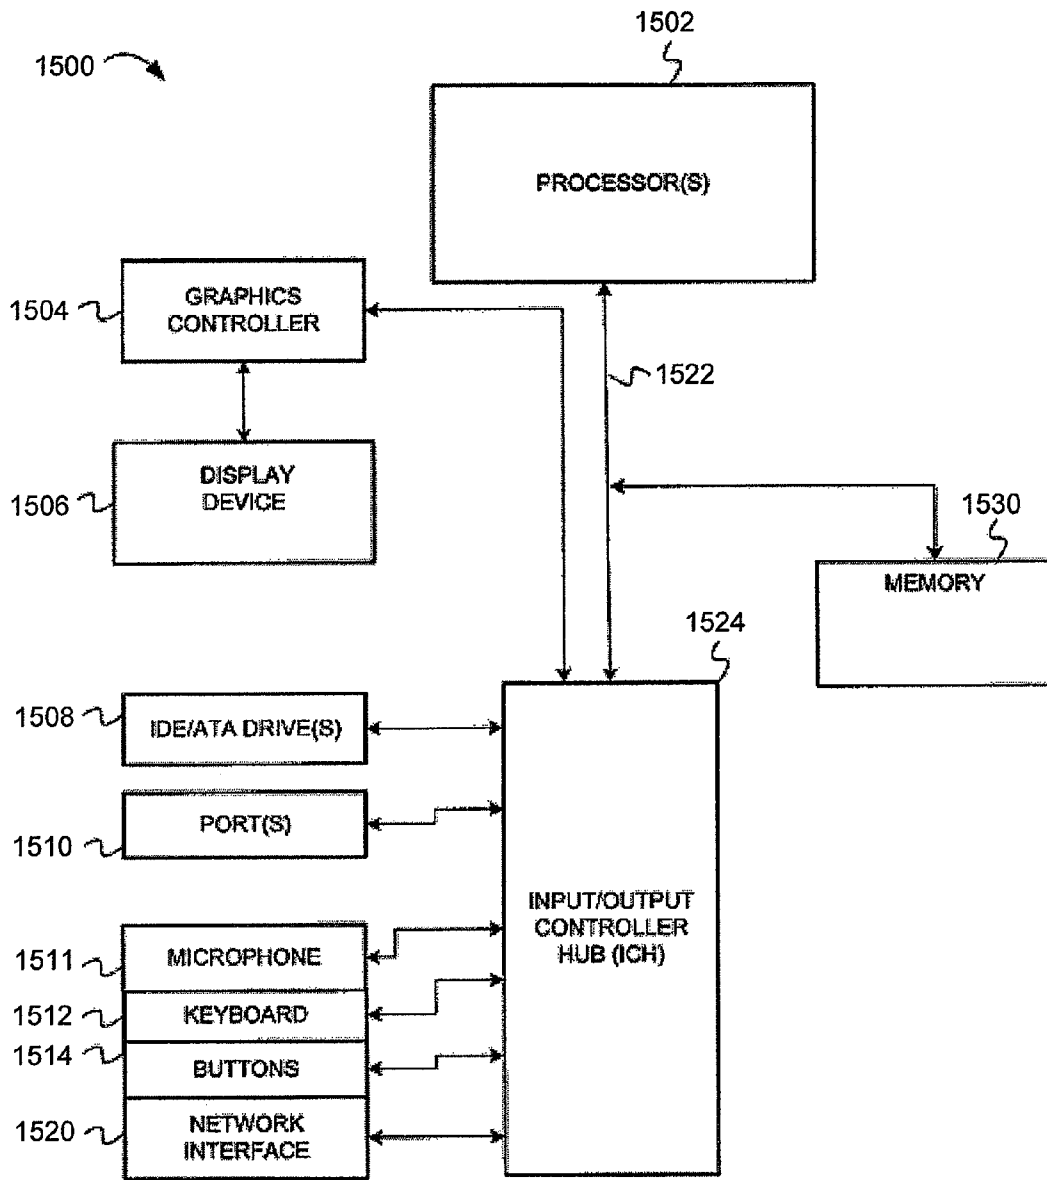 1500
1502
PROCESSOR(S)
1504
GRAPHICS
CONTROLLER
1522
1506
DISPLAY
DEVICE
1530
MEMORY
1524
1508
IDE/ATA DRIVE(S)
1510
PORT(S)
INPUT/OUTPUT
CONTROLLER
HUB (ICH)
1511
MICROPHONE
1512
KEYBOARD
1514
BUTTONS
1520
NETWORK
INTERFACE